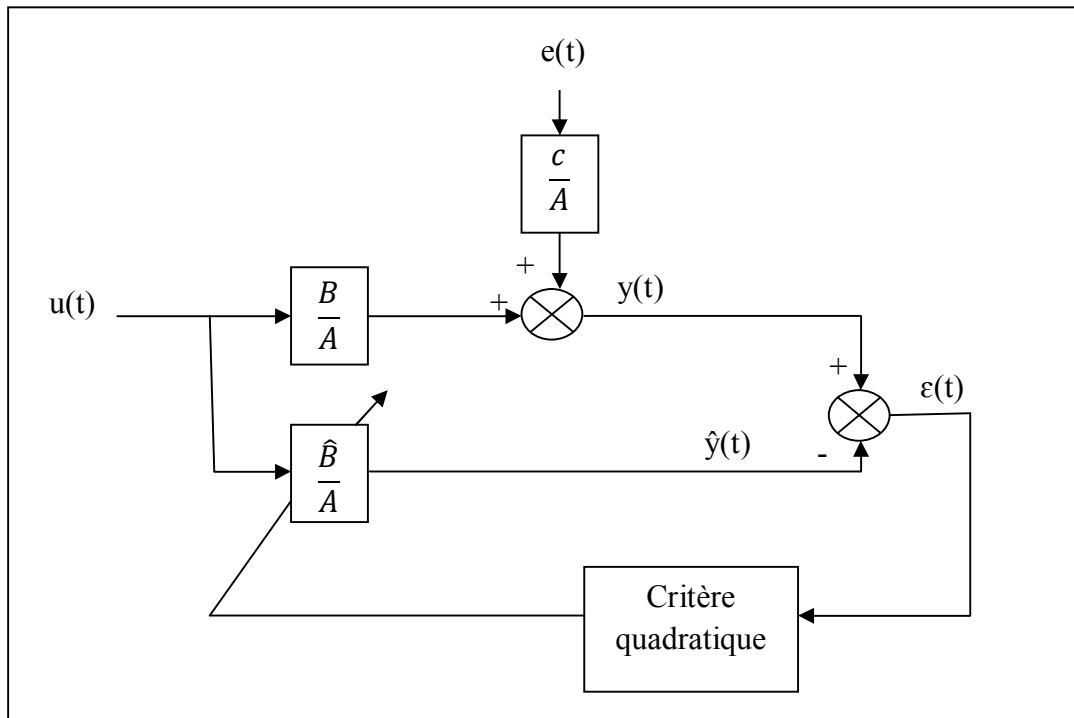 e(t)
c
A
+
u(t)
B
A
+
y(t)
+
ε(t)
B̂
A
ŷ(t)
-
Critère
quadratique